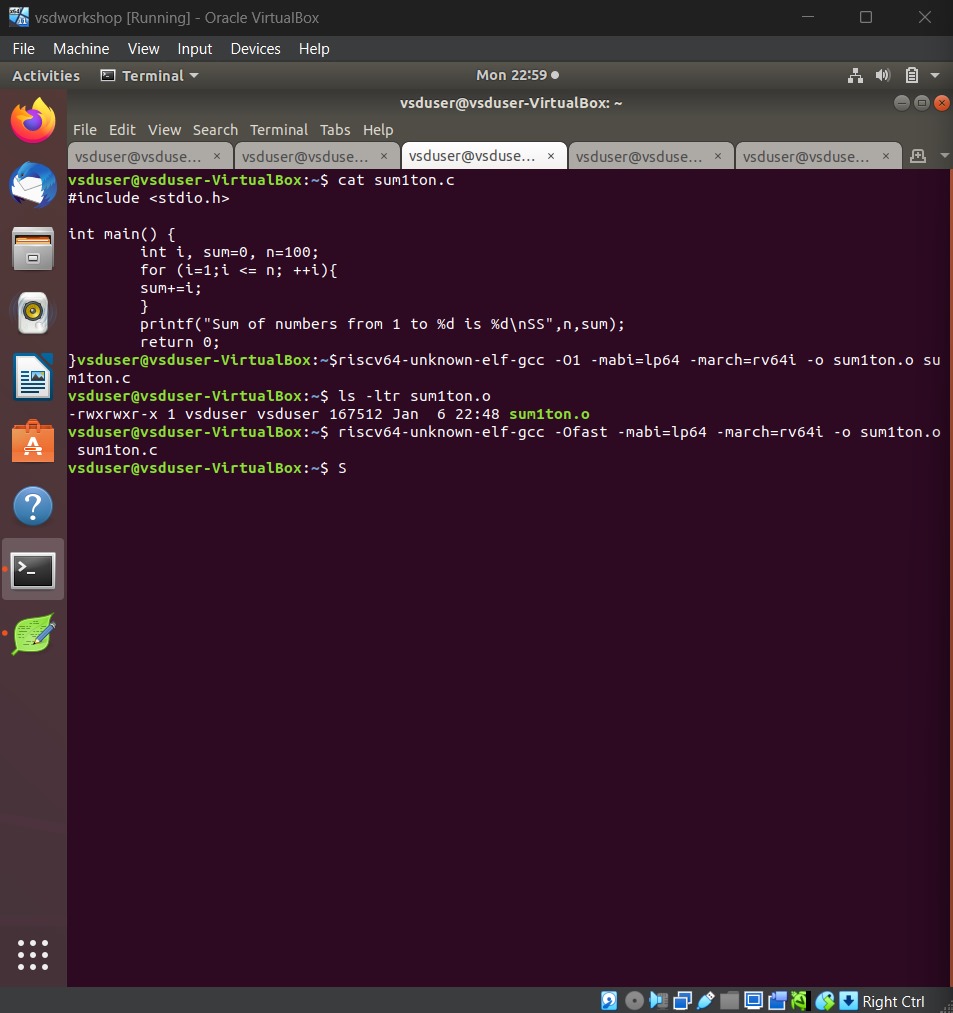 vsdworkshop [Running] - Oracle VirtualBox
File Machine View Input Devices Help
Activities Terminal Mon 22:59
vsduser@vsduser-VirtualBox: ~
File Edit View Search Terminal Tabs Help
vsduser@vsduse... × vsduser@vsduse... × vsduser@vsduse... × vsduser@vsduse... × vsduser@vsduse... ×
vsduser@vsduser-VirtualBox:~$ cat sum1ton.c
#include <stdio.h>
int main() {
int i, sum=0, n=100;
for (i=1;i <= n; ++i){
sum+=i;
}
printf("Sum of numbers from 1 to %d is %d\nSS",n,sum);
return 0;
}vsduser@vsduser-VirtualBox:~$riscv64-unknown-elf-gcc -O1 -mabi=lp64 -march=rv64i -o sum1ton.o su
m1ton.c
vsduser@vsduser-VirtualBox:~$ ls -ltr sum1ton.o
-rwxrwxr-x 1 vsduser vsduser 167512 Jan  6 22:48 sum1ton.o
vsduser@vsduser-VirtualBox:~$ riscv64-unknown-elf-gcc -Ofast -mabi=lp64 -march=rv64i -o sum1ton.o
sum1ton.c
vsduser@vsduser-VirtualBox:~$ S
Right Ctrl